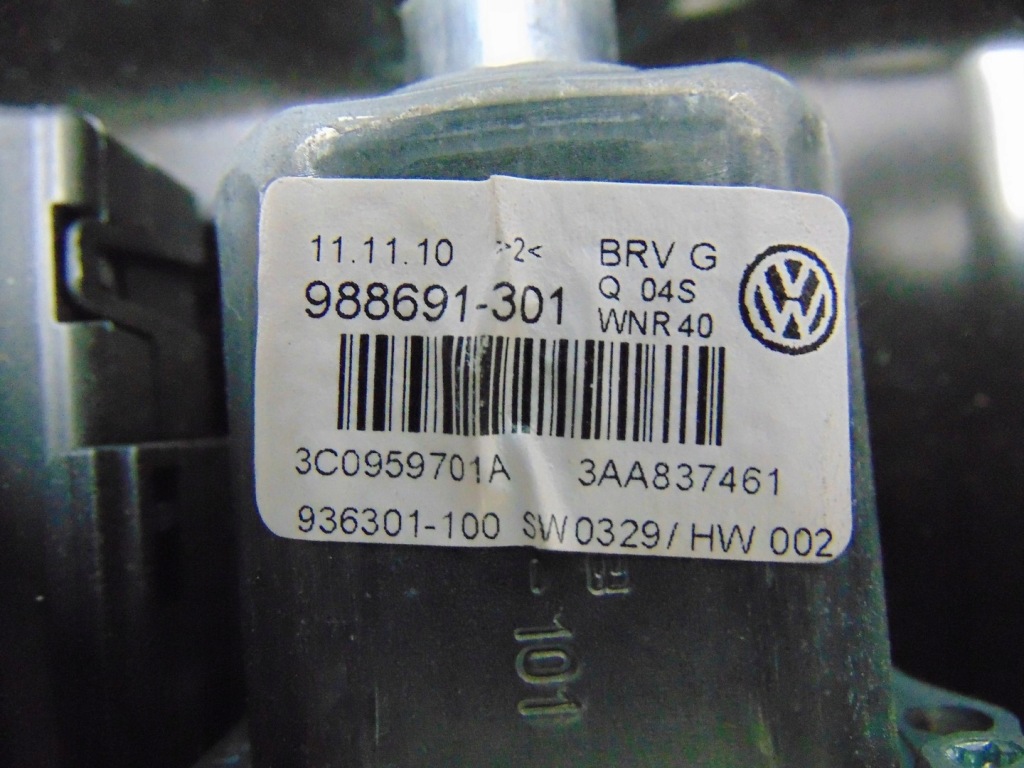 11.11.10 >2< BRV G
988691-301 Q 04S
WNR 40
3C0959701A 3AA837461
936301-100 SW0329/ HW 002
101